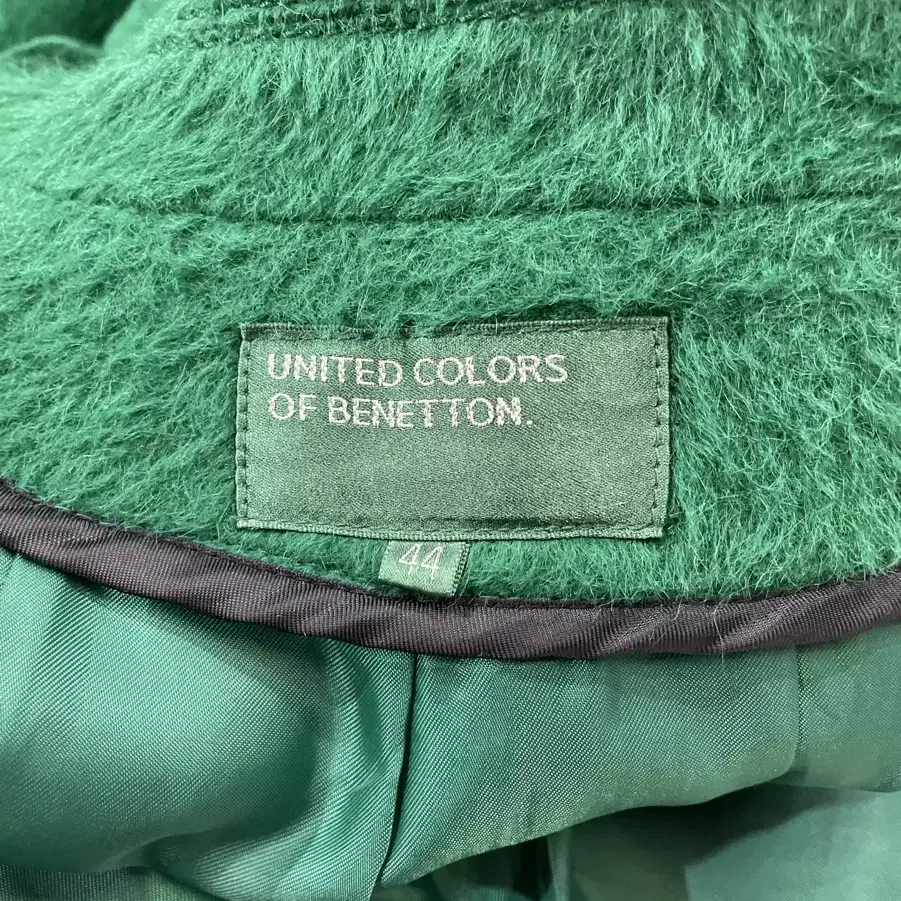 UNITED COLORS
OF BENETTON.
44